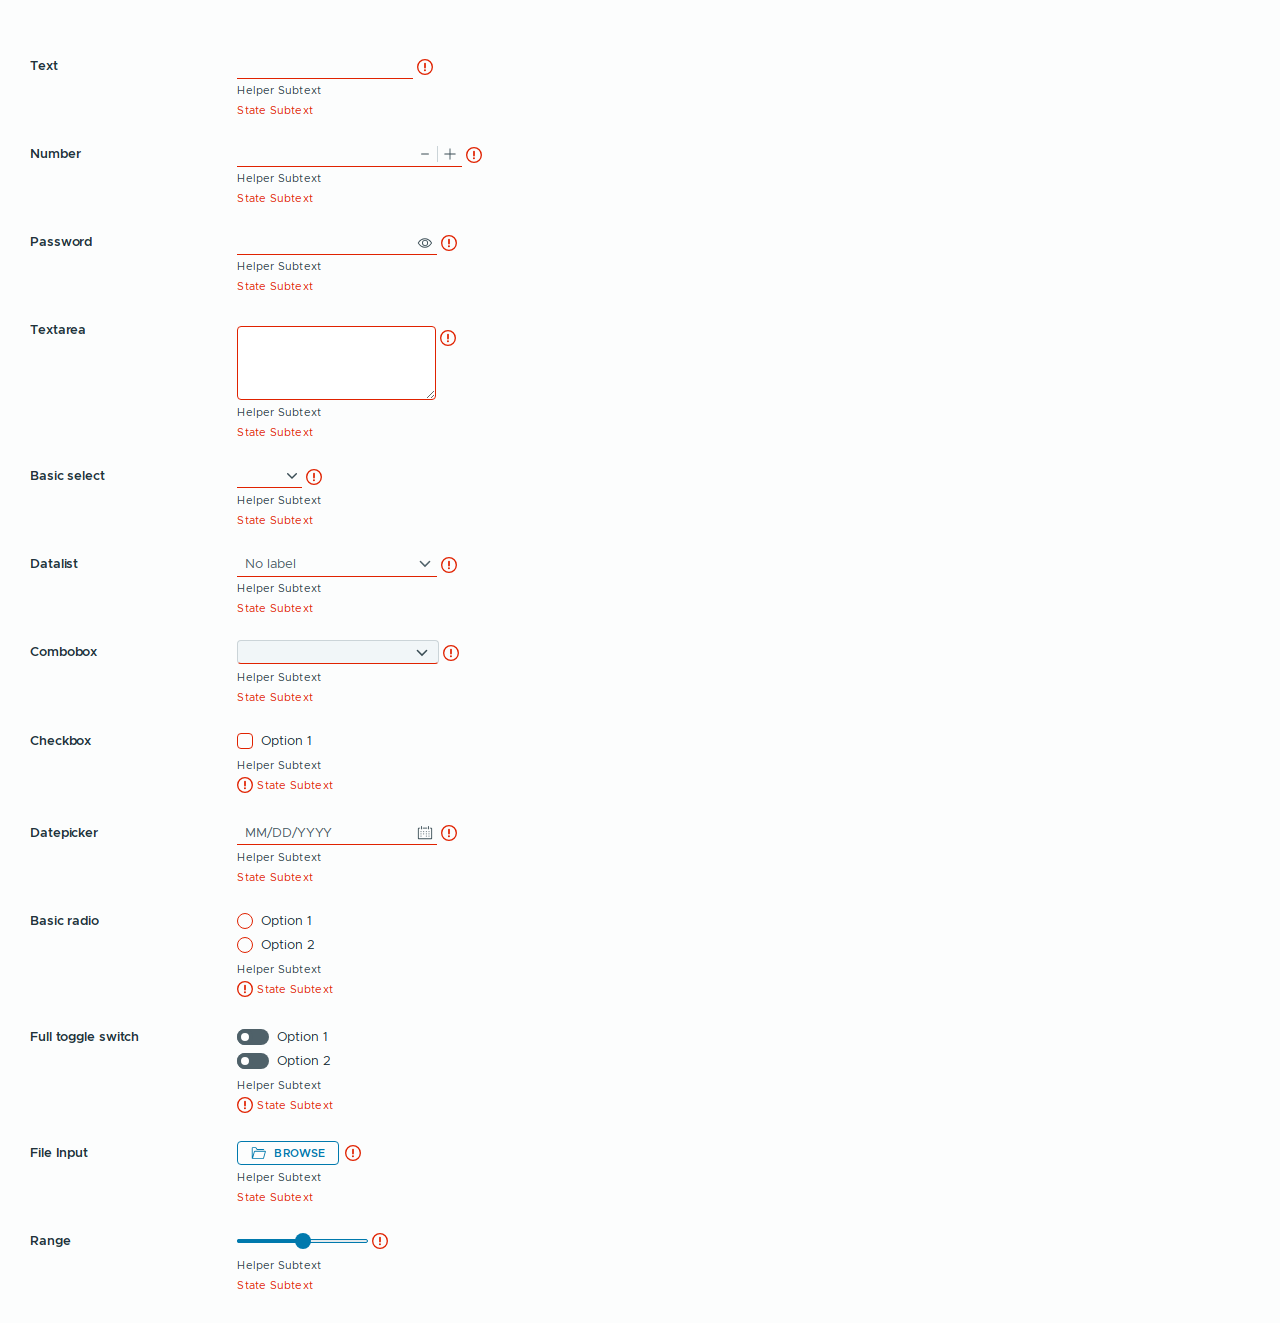 Text
Helper Subtext
State Subtext
Number
Helper Subtext
State Subtext
Password
Helper Subtext
State Subtext
Textarea
Helper Subtext
State Subtext
Basic select
Helper Subtext
State Subtext
Datalist No label
Helper Subtext
State Subtext
Combobox
Helper Subtext
State Subtext
Checkbox Option 1
Helper Subtext
State Subtext
Datepicker MM/DD/YYYY
Helper Subtext
State Subtext
Basic radio Option 1
Option 2
Helper Subtext
State Subtext
Full toggle switch Option 1
Option 2
Helper Subtext
State Subtext
File Input BROWSE
Helper Subtext
State Subtext
Range
Helper Subtext
State Subtext